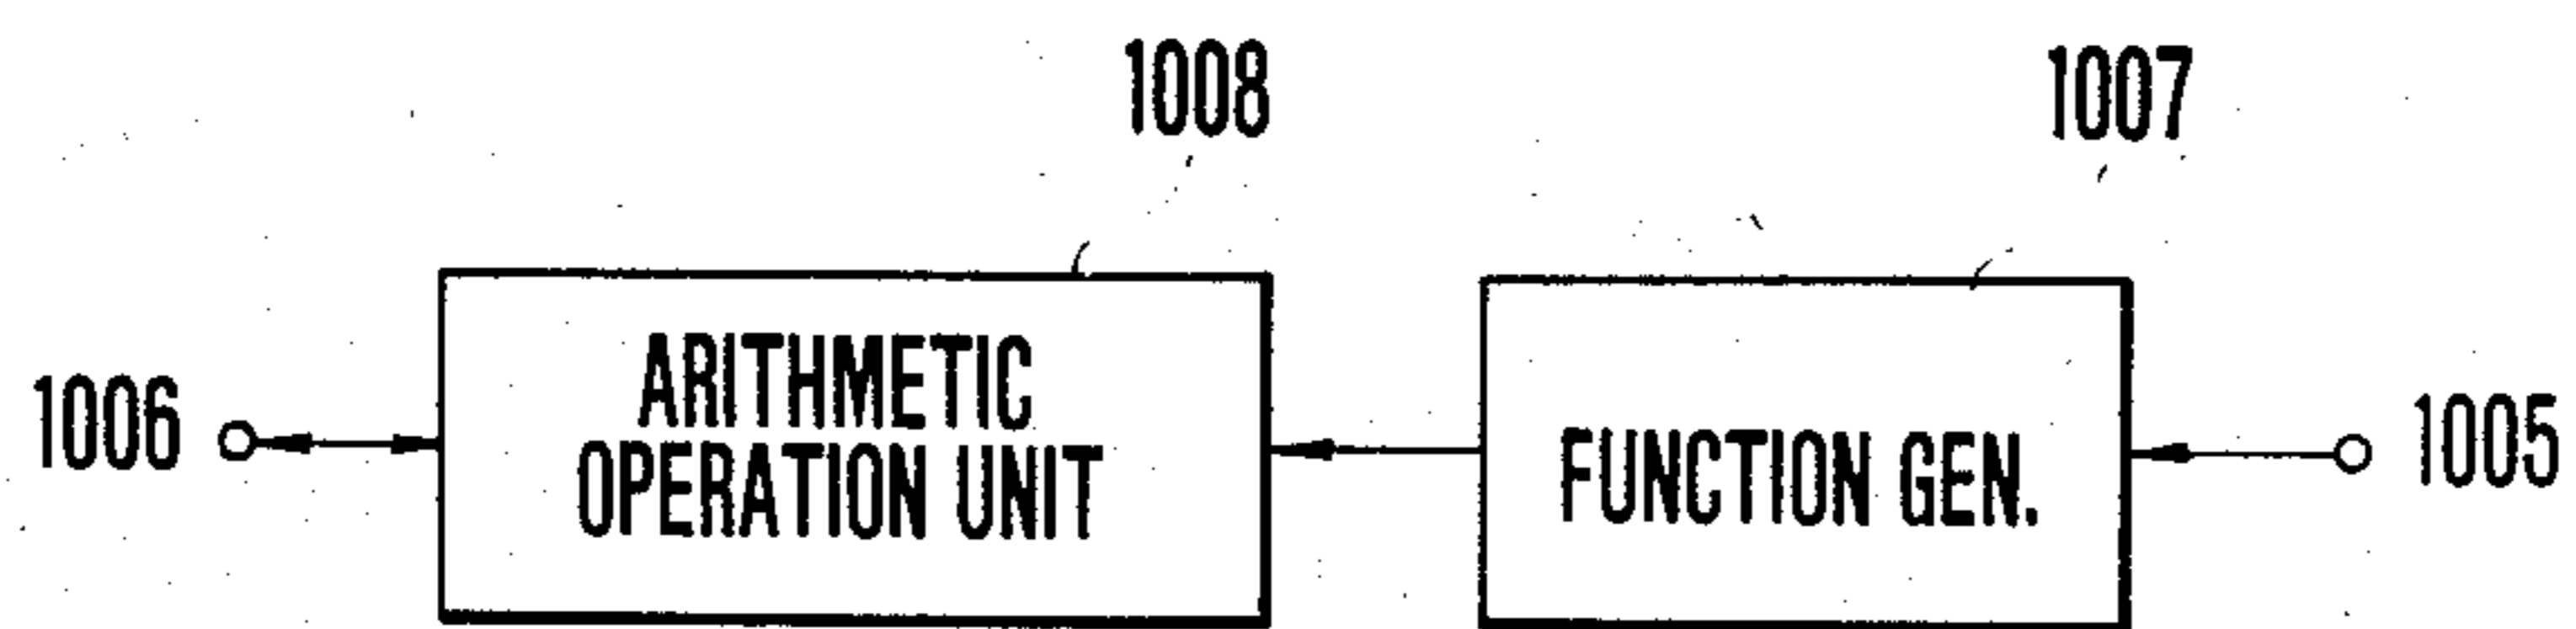 1008
1007
1006
ARITHMETIC
OPERATION UNIT
FUNCTION GEN.
1005